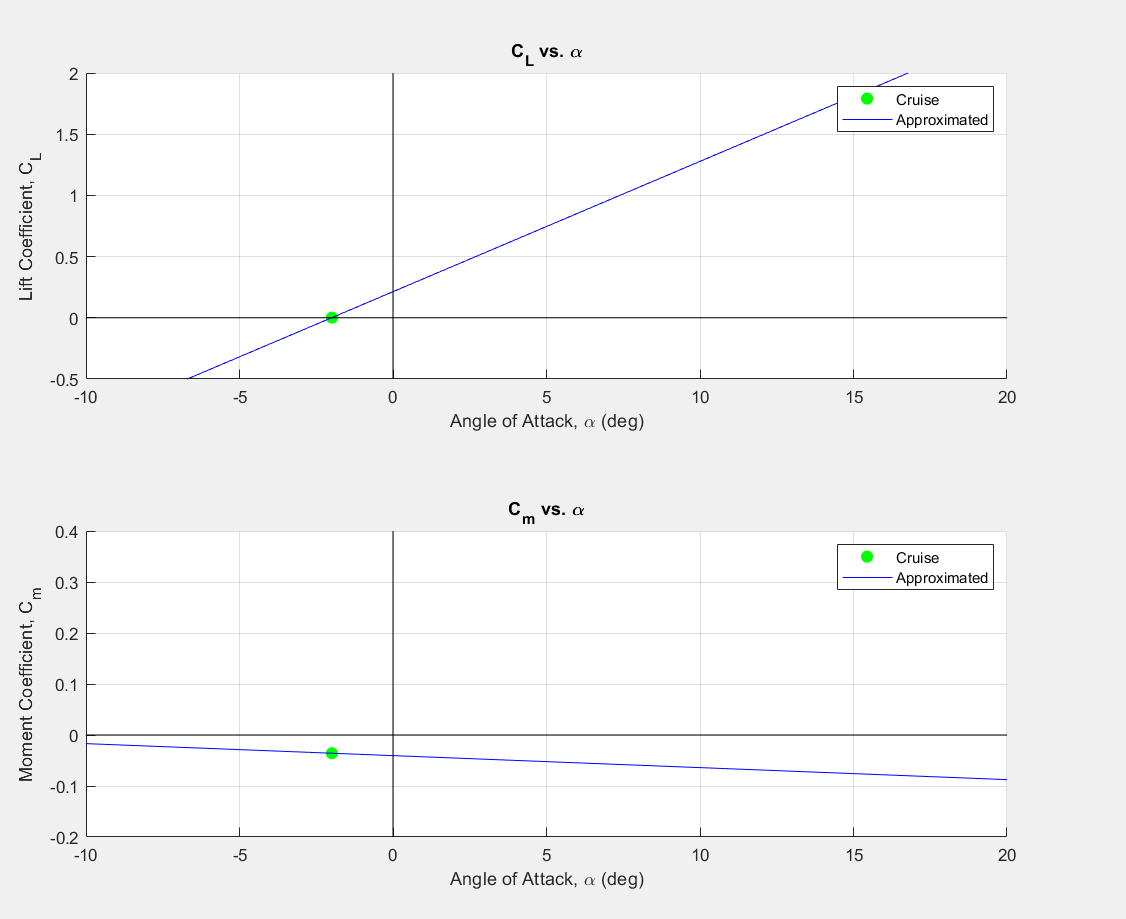 C_L vs. α
2
1.5
1
0.5
0
-0.5
Lift Coefficient, C_L
Cruise
Approximated
-10 -5 0 5 10 15 20
Angle of Attack, α (deg)
C_m vs. α
0.4
0.3
0.2
0.1
0
-0.1
-0.2
Moment Coefficient, C_m
Cruise
Approximated
-10 -5 0 5 10 15 20
Angle of Attack, α (deg)